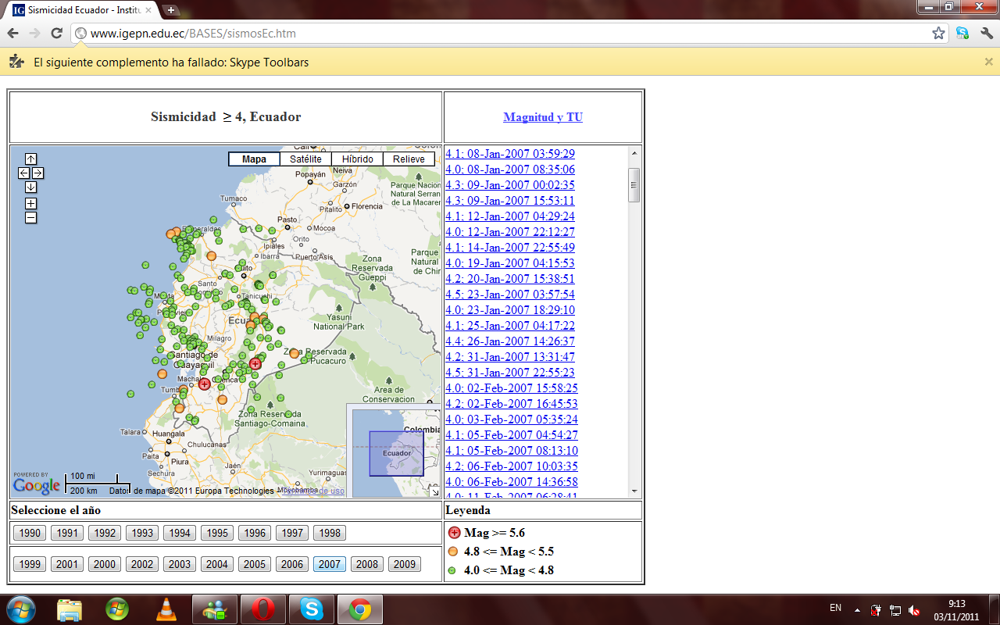 IG Sismicidad Ecuador - Institu
www.igepn.edu.ec/BASES/sismosEc.htm
El siguiente complemento ha fallado: Skype Toolbars
Sismicidad ≥ 4, Ecuador
Magnitud y TU
Mapa
Satélite
Híbrido
Relieve
Popayán
Neiva
Garzón
Parque Nacion
Natural Serran
de La Macaren
Tumaco
Pitalito
Florencia
Pasto
Mocoa
Esmeraldas
Orito
Ipiales
Ibarra
Puerto Asís
Zona
Reservada
Gueppi
Parque
Natural
de Chir
Santo
Tanicuchi
Manta
Yasuni
National Park
Milagro
Santiago de
Guayaquil
Zona Reservada
Pucacuro
Machala
Cuenca
Area de
Conservacion
Zona Reservada
Santiago-Comaina
Talara
Huangala
Chulucanas
Paita
Piura
Jaén
Sechura
Yurimaguas
Moyobamba
Colombia
Ecuador
POWERED BY
Google
100 mi
200 km
Datos de mapa ©2011 Europa Technologies - Términos de uso
4.1: 08-Jan-2007 03:59:29
4.0: 08-Jan-2007 08:35:06
4.3: 09-Jan-2007 00:02:35
4.3: 09-Jan-2007 15:53:11
4.1: 12-Jan-2007 04:29:24
4.0: 12-Jan-2007 22:12:27
4.1: 14-Jan-2007 22:55:49
4.0: 19-Jan-2007 04:15:53
4.2: 20-Jan-2007 15:38:51
4.5: 23-Jan-2007 03:57:54
4.0: 23-Jan-2007 18:29:10
4.1: 25-Jan-2007 04:17:22
4.4: 26-Jan-2007 14:26:37
4.2: 31-Jan-2007 13:31:47
4.5: 31-Jan-2007 22:55:23
4.0: 02-Feb-2007 15:58:25
4.2: 02-Feb-2007 16:45:53
4.0: 03-Feb-2007 05:35:24
4.1: 05-Feb-2007 04:54:27
4.1: 05-Feb-2007 08:13:10
4.2: 06-Feb-2007 10:03:35
4.0: 06-Feb-2007 14:36:58
4.0: 11-Feb-2007 06:28:41
Seleccione el año
1990 1991 1992 1993 1994 1995 1996 1997 1998
1999 2001 2000 2002 2003 2004 2005 2006 2007 2008 2009
Leyenda
Mag >= 5.6
4.8 <= Mag < 5.5
4.0 <= Mag < 4.8
EN
9:13
03/11/2011